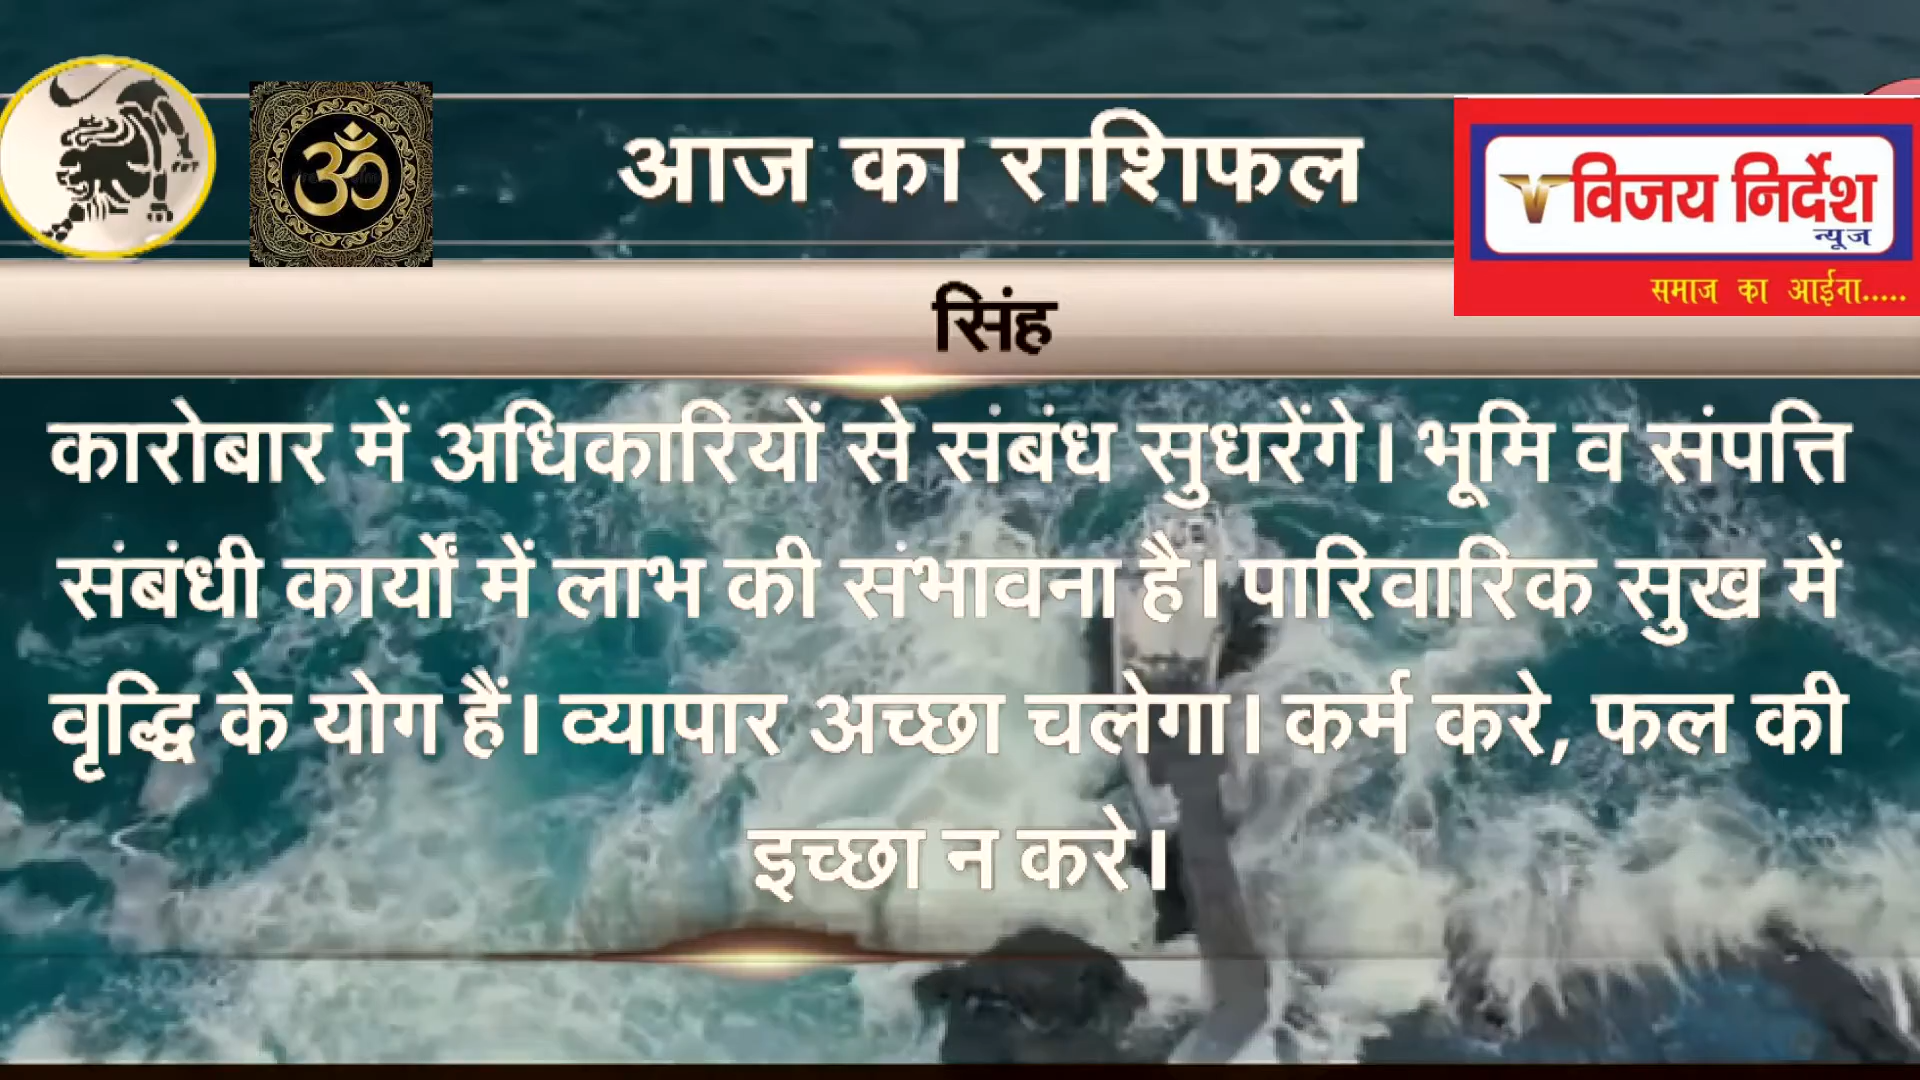 ॐ
आज का राशिफल
विजय निर्देश
न्यूज
समाज का आईना.....
सिंह
कारोबार में अधिकारियों से संबंध सुधरेंगे। भूमि व संपत्ति
संबंधी कार्यों में लाभ की संभावना है। पारिवारिक सुख में
वृद्धि के योग हैं। व्यापार अच्छा चलेगा। कर्म करे, फल की
इच्छा न करे।